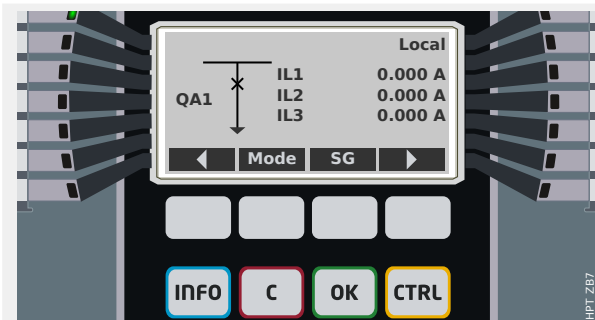 Local
IL1 0.000 A
QA1 IL2 0.000 A
IL3 0.000 A
Mode SG
INFO C OK CTRL
HPT ZB7